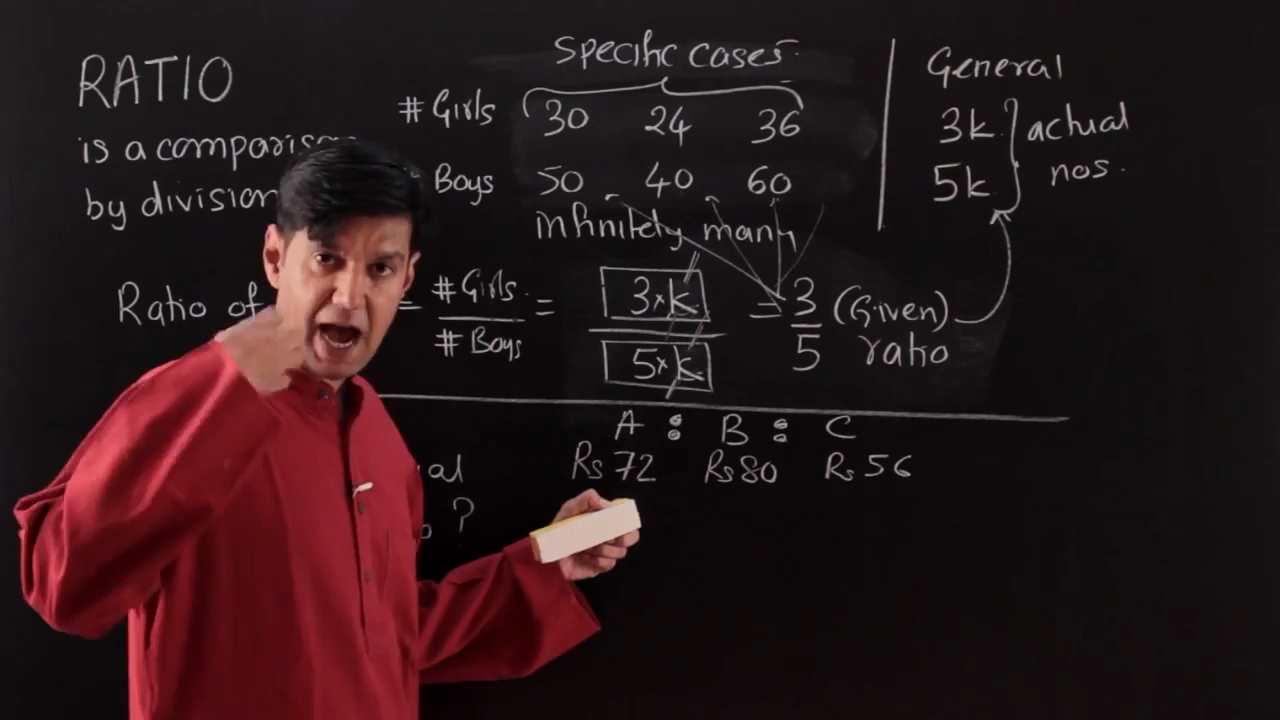 RATIO
is a comparison
by division
Specific cases
# Girls 30 24 36
Boys 50 40 60
infinitely many
General
3k
5k
actual
nos.
Ratio of = # Girls / # Boys = 3×k / 5×k = 3/5 (Given)
ratio
A : B : C
Rs 72 Rs 80 Rs 56
?